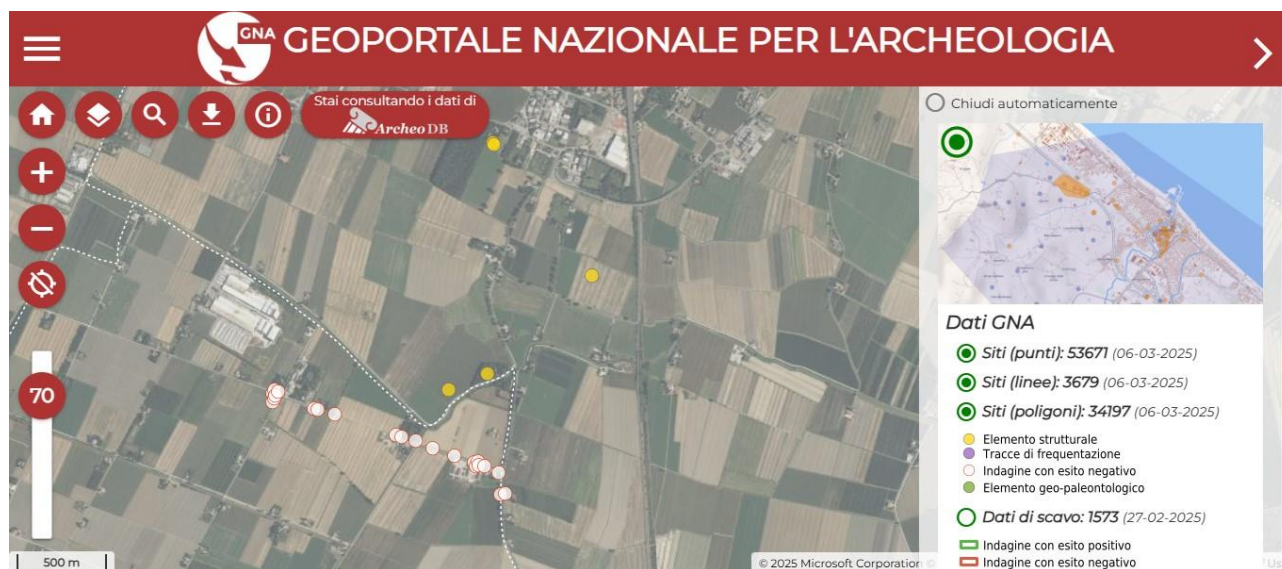 GNA
GEOPORTALE NAZIONALE PER L'ARCHEOLOGIA
Stai consultando i dati di
ArcheoDB
Chiudi automaticamente
70
Dati GNA
Siti (punti): 53671 (06-03-2025)
Siti (linee): 3679 (06-03-2025)
Siti (poligoni): 34197 (06-03-2025)
Elemento strutturale
Tracce di frequentazione
Indagine con esito negativo
Elemento geo-paleontologico
Dati di scavo: 1573 (27-02-2025)
Indagine con esito positivo
Indagine con esito negativo
500 m
© 2025 Microsoft Corporation ©